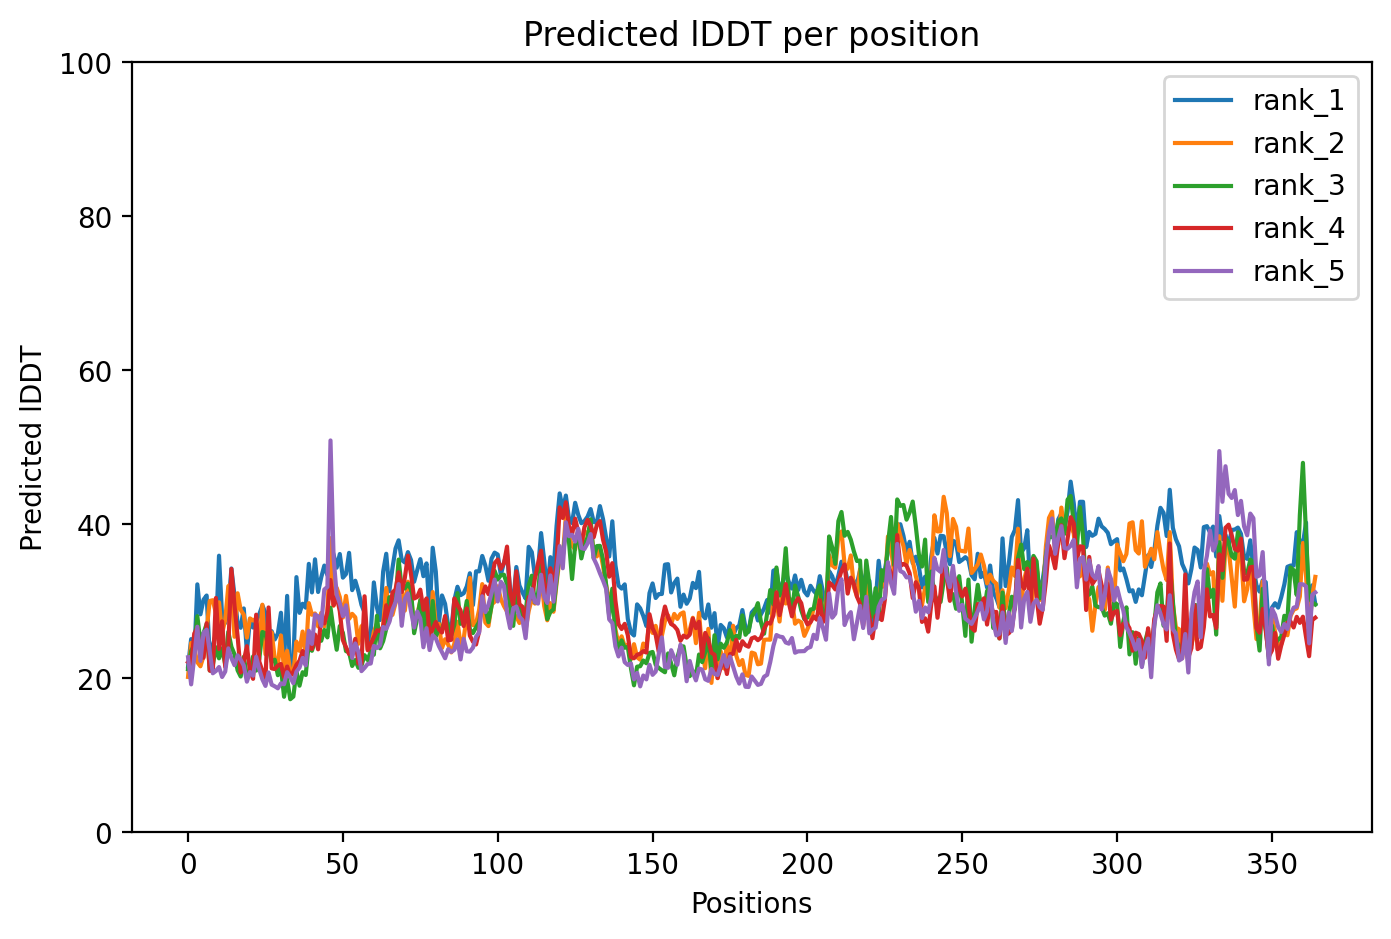 Predicted lDDT per position
100
80
60
40
20
0
Predicted lDDT
0 50 100 150 200 250 300 350
Positions
rank_1
rank_2
rank_3
rank_4
rank_5